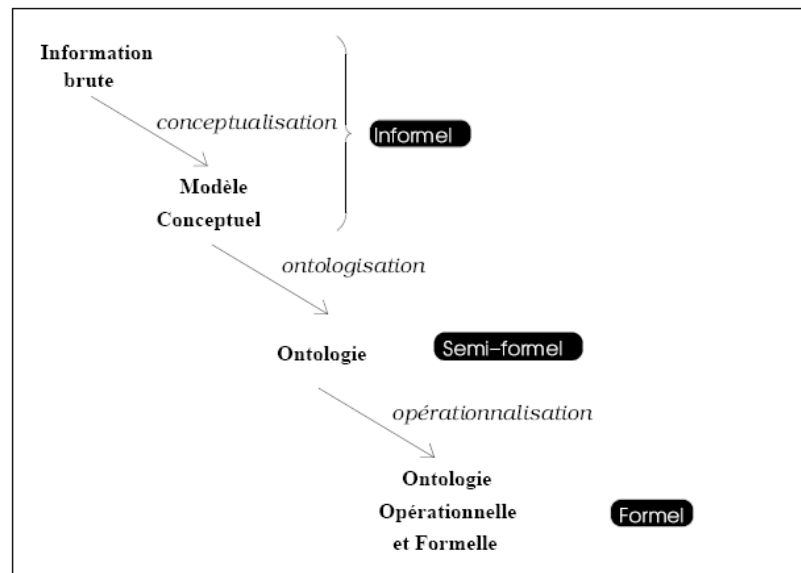 Information
brute
conceptualisation
Informel
Modèle
Conceptuel
ontologisation
Ontologie
Semi-formel
opérationnalisation
Ontologie
Opérationnelle
et Formelle
Formel